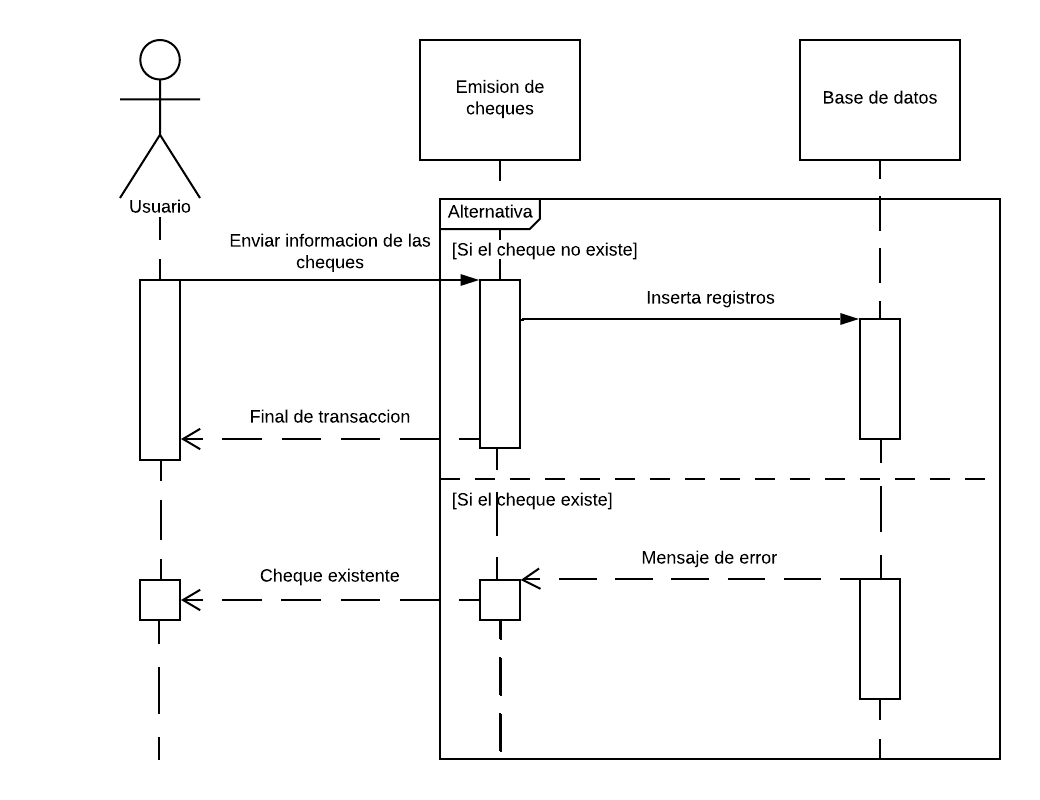 Emision de
cheques
Base de datos
Usuario
Alternativa
Enviar informacion de las
cheques
[Si el cheque no existe]
Inserta registros
Final de transaccion
[Si el cheque existe]
Mensaje de error
Cheque existente